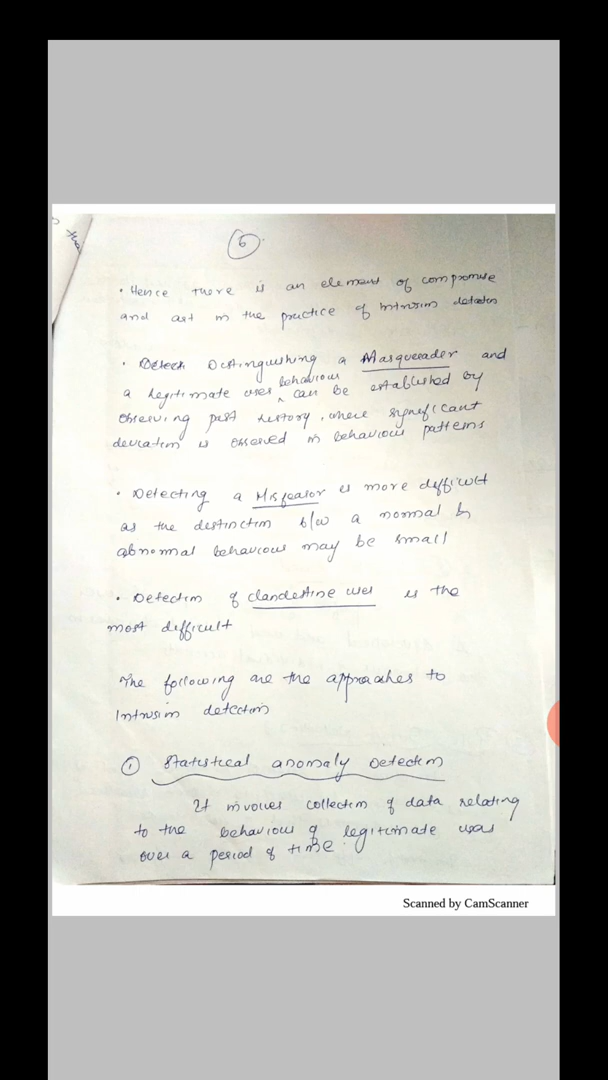 tha
6
• Hence there is an element of compromise
and art in the practice of intrusion detection
• Detech Distinguishing a Masquerader and
a legitimate user behaviour can be established by
observing past history, where significant
deviation is observed in behaviour patterns
• Detecting a Misfeasor is more difficult
as the distinction b/w a normal &
abnormal behaviour may be small
• Detection of clandestine user is the
most difficult
The following are the approaches to
Intrusion detection
① Statistical anomaly Detection
It invoves collection of data relating
to the behaviour of legitimate users
over a period of time.
Scanned by CamScanner